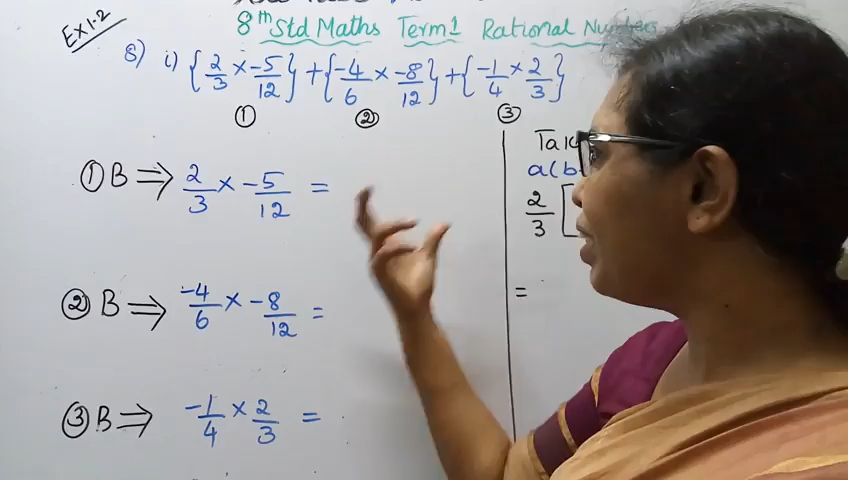 8th Std Maths Term 1 Rational Numbers
Ex 1.2
8) i) {2/3 × -5/12} + {-4/6 × -8/12} + {-1/4 × 2/3}
① ② ③
① B ⇒ 2/3 × -5/12 =
② B ⇒ -4/6 × -8/12 =
③ B ⇒ -1/4 × 2/3 =
a(b
2/3 [
=